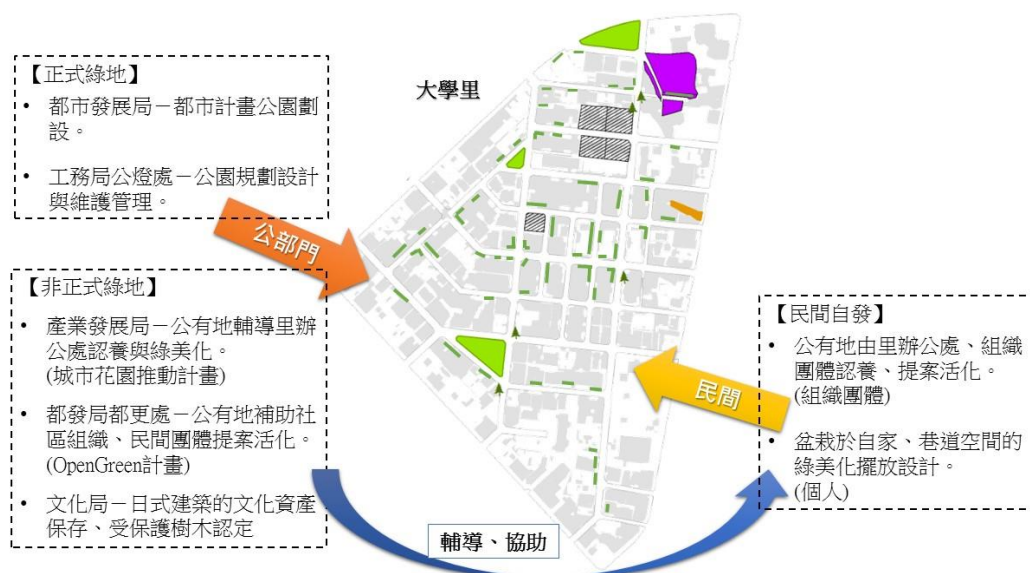 【正式綠地】
• 都市發展局－都市計畫公園劃
設。
• 工務局公燈處－公園規劃設計
與維護管理。
大學里
公部門
【非正式綠地】
• 產業發展局－公有地輔導里辦
公處認養與綠美化。
(城市花園推動計畫)
• 都發局都更處－公有地補助社
區組織、民間團體提案活化。
(OpenGreen計畫)
• 文化局－日式建築的文化資產
保存、受保護樹木認定
民間
【民間自發】
• 公有地由里辦公處、組織
團體認養、提案活化。
(組織團體)
• 盆栽於自家、巷道空間的
綠美化擺放設計。
(個人)
輔導、協助